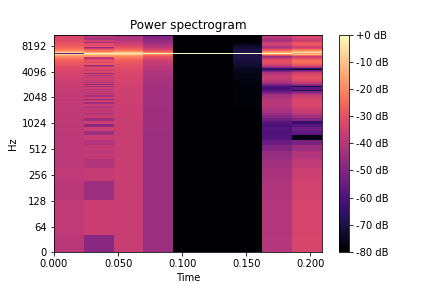 Power spectrogram
8192
4096
2048
1024
512
256
128
64
0
Hz
0.000 0.050 0.100 0.150 0.200
Time
+0 dB
-10 dB
-20 dB
-30 dB
-40 dB
-50 dB
-60 dB
-70 dB
-80 dB